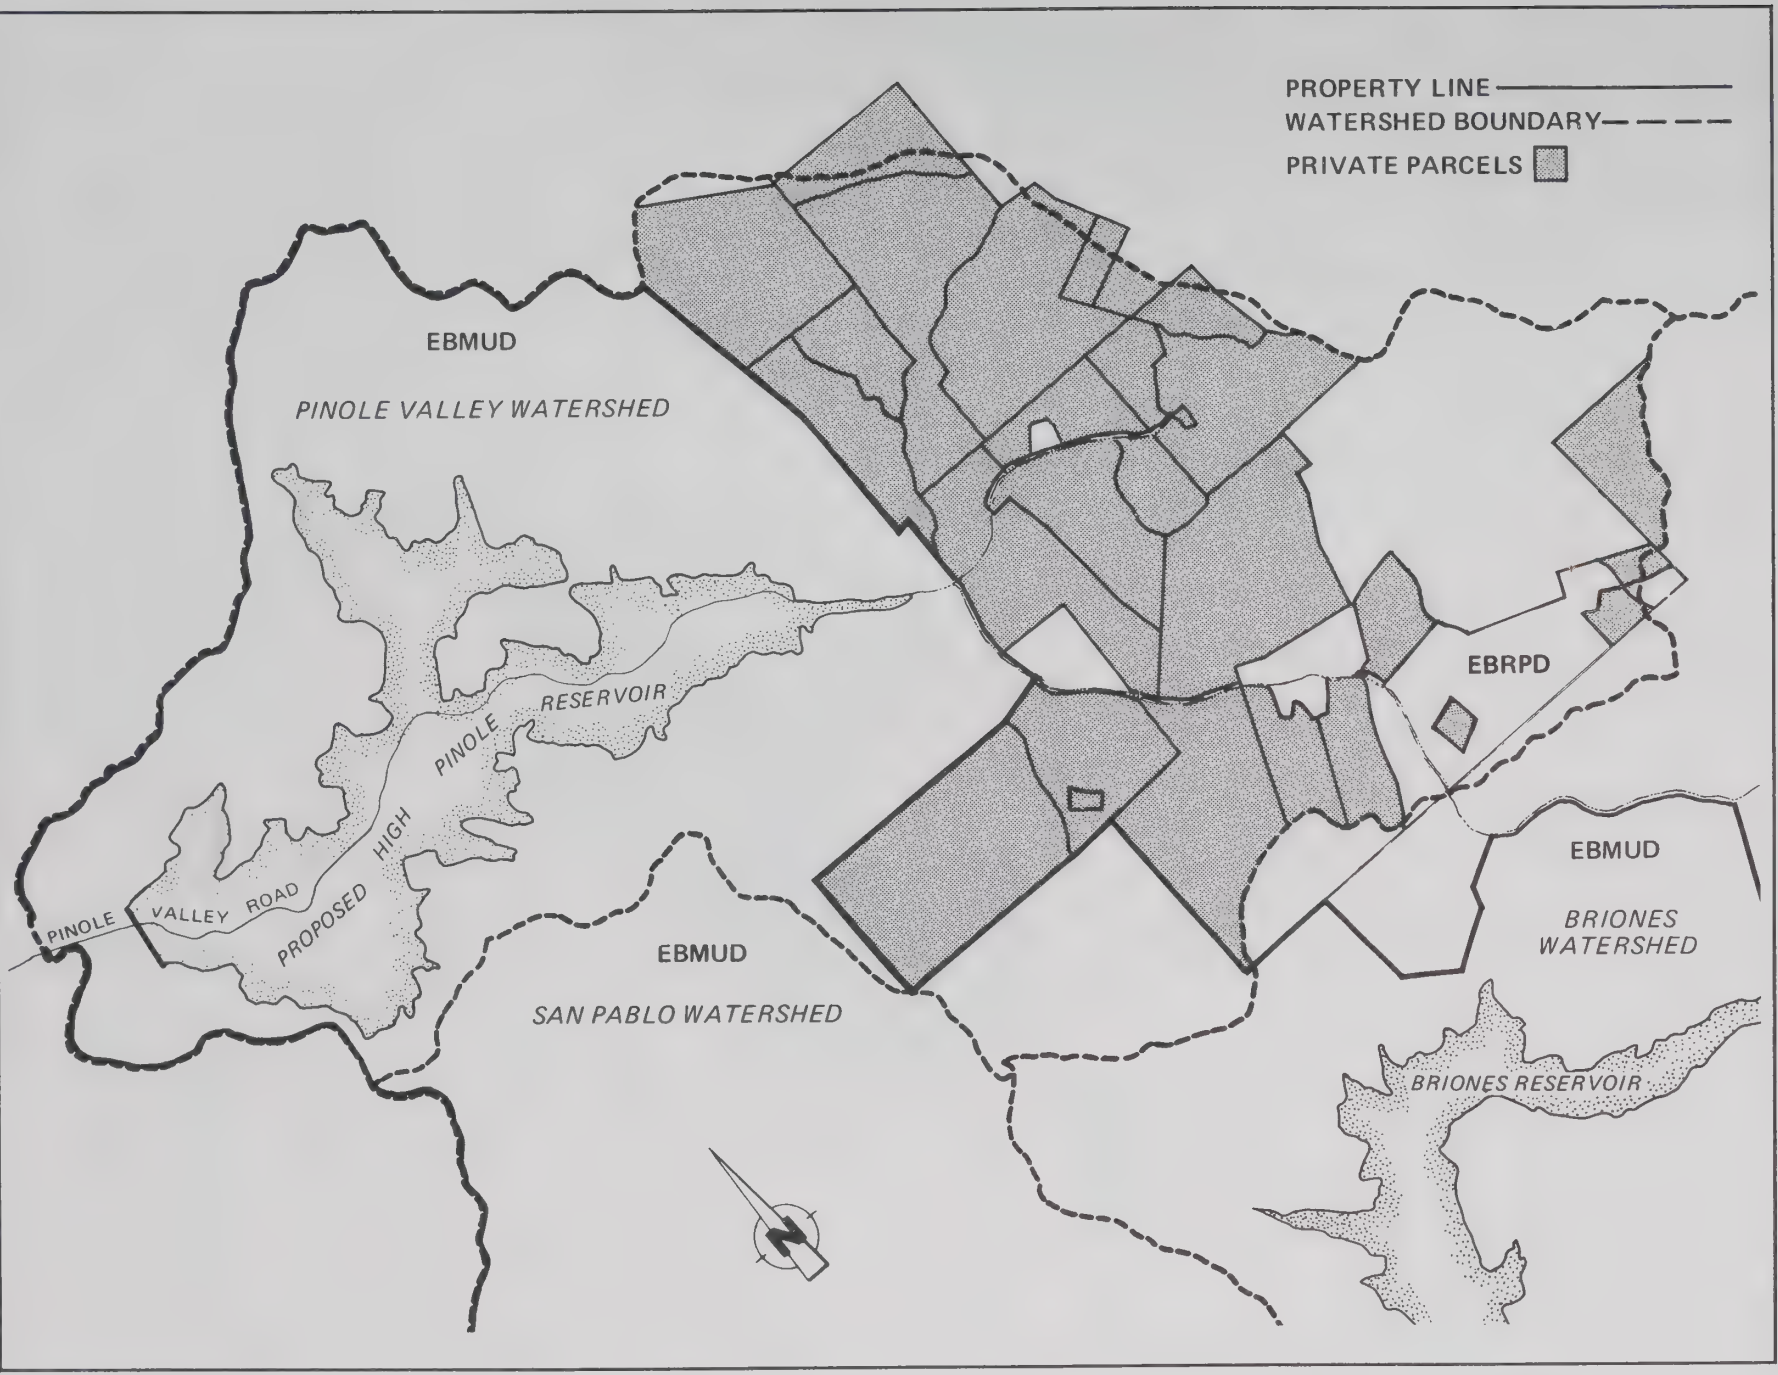 PROPERTY LINE
WATERSHED BOUNDARY
PRIVATE PARCELS
EBMUD
PINOLE VALLEY WATERSHED
EBRPD
PINOLE RESERVOIR
PROPOSED HIGH
PINOLE VALLEY ROAD
EBMUD
SAN PABLO WATERSHED
EBMUD
BRIONES
WATERSHED
BRIONES RESERVOIR
N